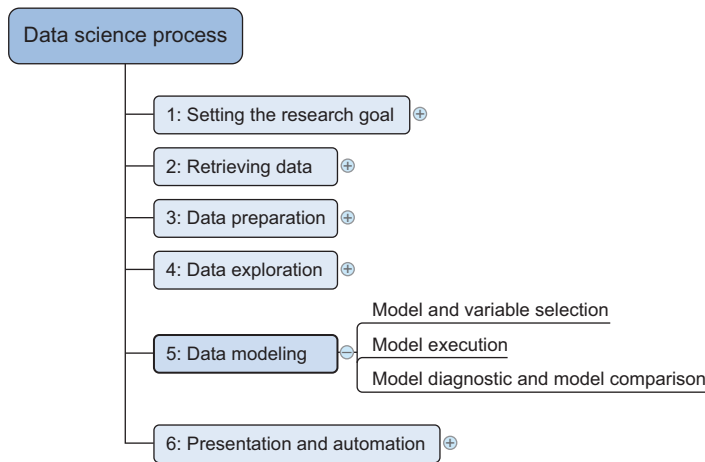 Data science process
1: Setting the research goal
2: Retrieving data
3: Data preparation
4: Data exploration
5: Data modeling
Model and variable selection
Model execution
Model diagnostic and model comparison
6: Presentation and automation